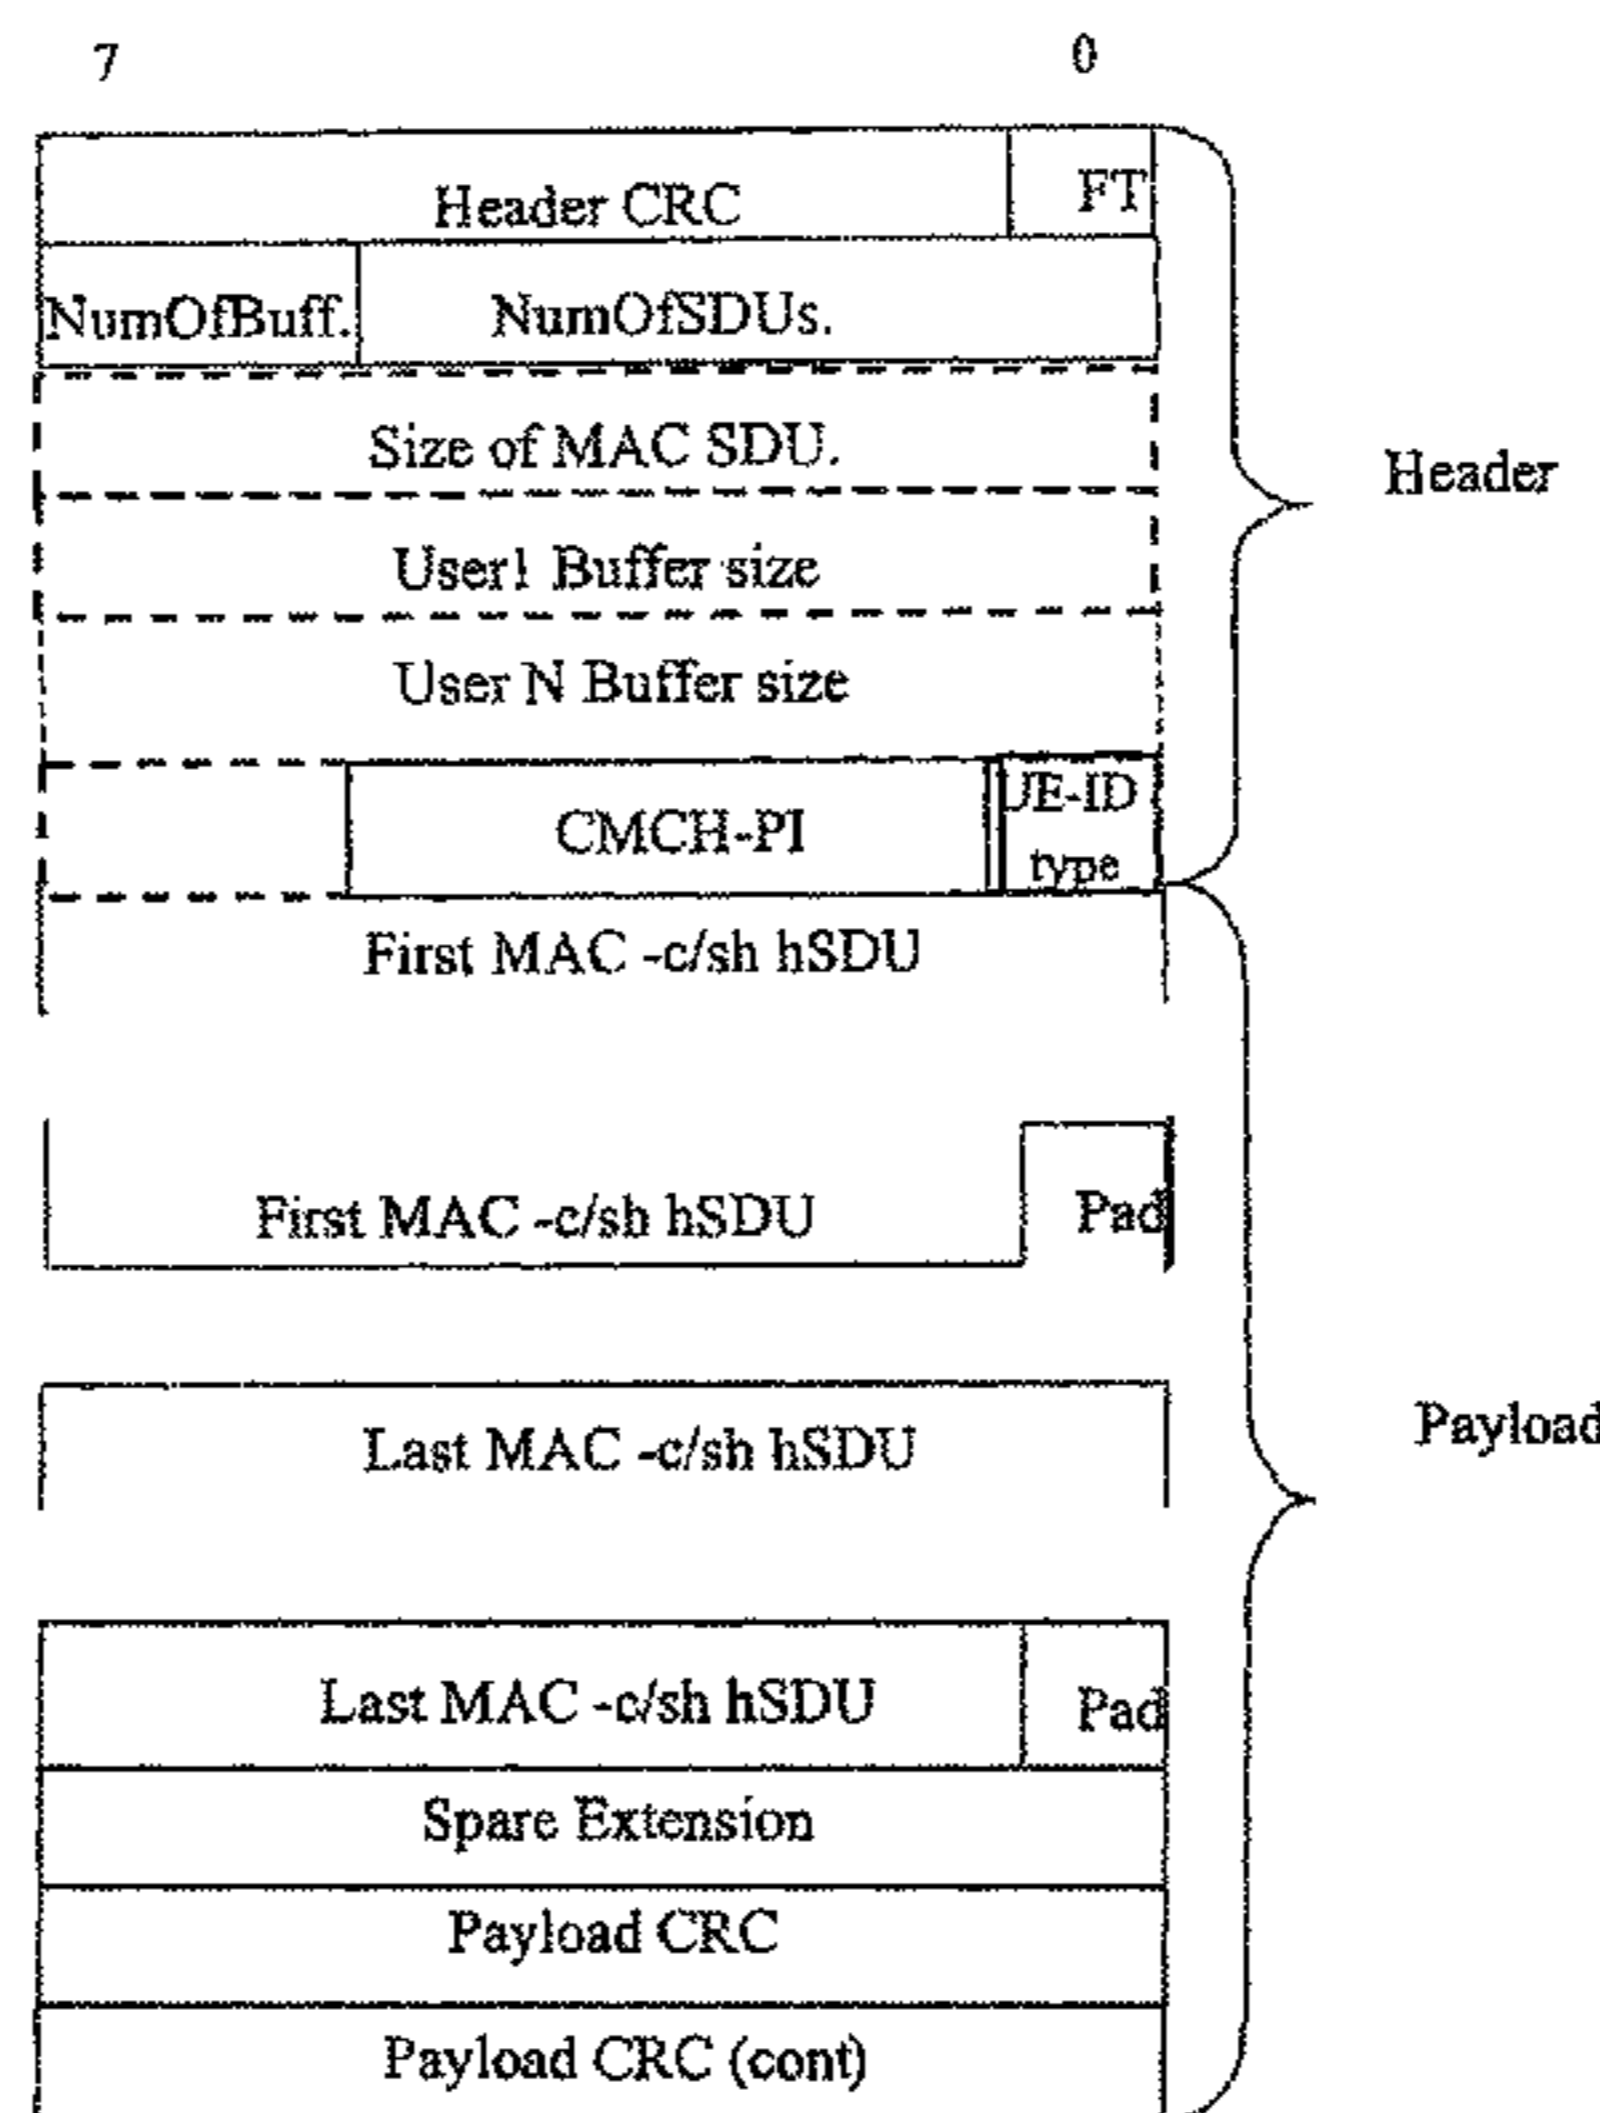 7 0
Header CRC FT
NumOfBuff. NumOfSDUs.
Size of MAC SDU.
Header
User1 Buffer size
User N Buffer size
CMCH-PI UE-ID
type
First MAC -c/sh hSDU
First MAC -c/sh hSDU Pad
Payload
Last MAC -c/sh hSDU
Last MAC -c/sh hSDU Pad
Spare Extension
Payload CRC
Payload CRC (cont)